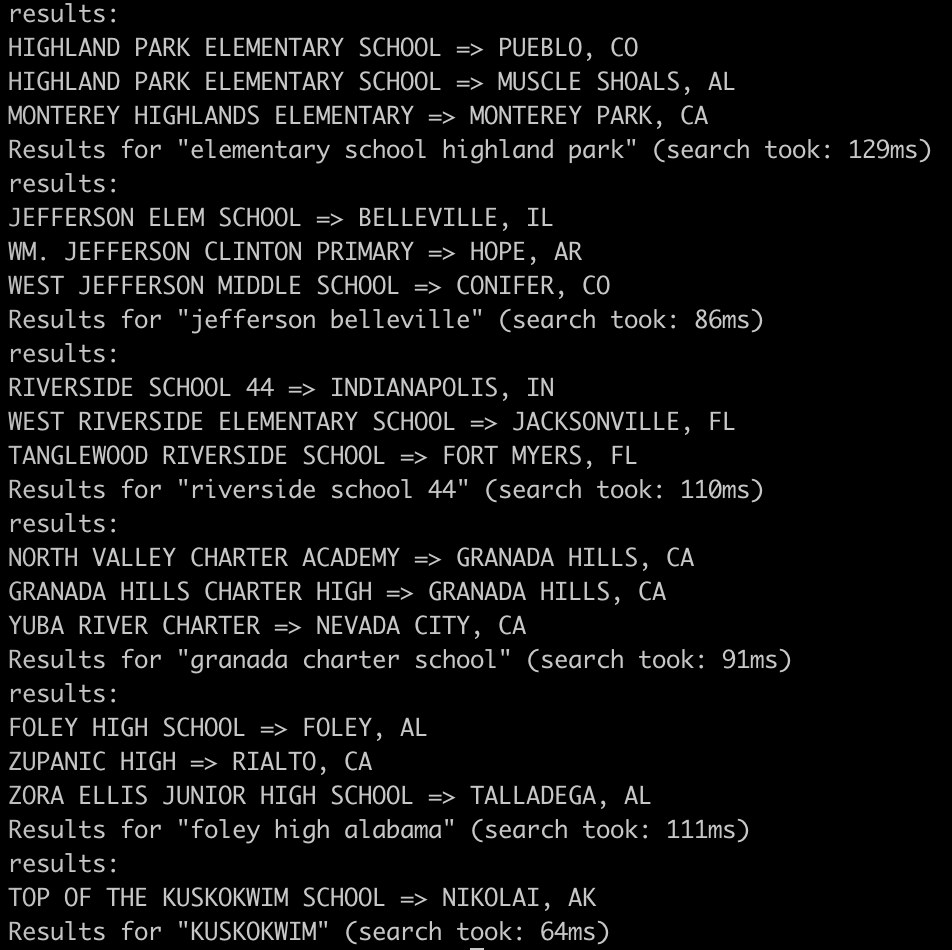 results:
HIGHLAND PARK ELEMENTARY SCHOOL => PUEBLO, CO
HIGHLAND PARK ELEMENTARY SCHOOL => MUSCLE SHOALS, AL
MONTEREY HIGHLANDS ELEMENTARY => MONTEREY PARK, CA
Results for "elementary school highland park" (search took: 129ms)
results:
JEFFERSON ELEM SCHOOL => BELLEVILLE, IL
WM. JEFFERSON CLINTON PRIMARY => HOPE, AR
WEST JEFFERSON MIDDLE SCHOOL => CONIFER, CO
Results for "jefferson belleville" (search took: 86ms)
results:
RIVERSIDE SCHOOL 44 => INDIANAPOLIS, IN
WEST RIVERSIDE ELEMENTARY SCHOOL => JACKSONVILLE, FL
TANGLEWOOD RIVERSIDE SCHOOL => FORT MYERS, FL
Results for "riverside school 44" (search took: 110ms)
results:
NORTH VALLEY CHARTER ACADEMY => GRANADA HILLS, CA
GRANADA HILLS CHARTER HIGH => GRANADA HILLS, CA
YUBA RIVER CHARTER => NEVADA CITY, CA
Results for "granada charter school" (search took: 91ms)
results:
FOLEY HIGH SCHOOL => FOLEY, AL
ZUPANIC HIGH => RIALTO, CA
ZORA ELLIS JUNIOR HIGH SCHOOL => TALLADEGA, AL
Results for "foley high alabama" (search took: 111ms)
results:
TOP OF THE KUSKOKWIM SCHOOL => NIKOLAI, AK
Results for "KUSKOKWIM" (search took: 64ms)